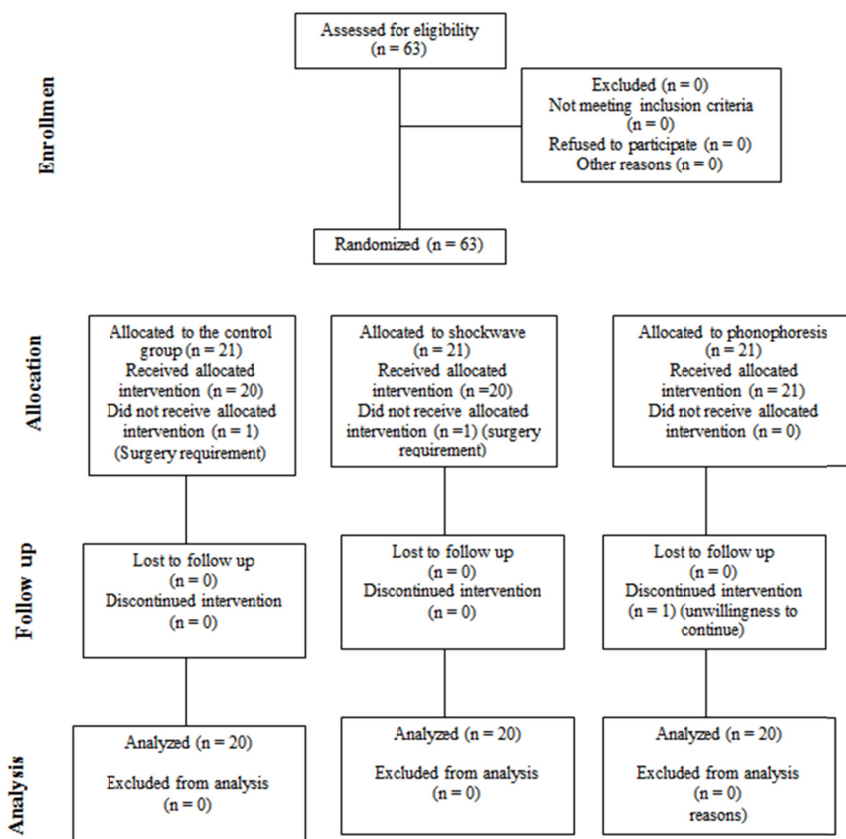 Assessed for eligibility
(n = 63)
Enrollmen
Excluded (n = 0)
Not meeting inclusion criteria
(n = 0)
Refused to participate (n = 0)
Other reasons (n = 0)
Randomized (n = 63)
Allocation
Allocated to the control
group (n = 21)
Received allocated
intervention (n = 20)
Did not receive allocated
intervention (n = 1)
(Surgery requirement)
Allocated to shockwave
(n = 21)
Received allocated
intervention (n =20)
Did not receive allocated
intervention (n =1) (surgery
requirement)
Allocated to phonophoresis
(n = 21)
Received allocated
intervention (n = 21)
Did not received allocated
intervention (n = 0)
Follow up
Lost to follow up
(n = 0)
Discontinued intervention
(n = 0)
Lost to follow up
(n = 0)
Discontinued intervention
(n = 0)
Lost to follow up
(n = 0)
Discontinued intervention
(n = 1) (unwillingness to
continue)
Analysis
Analyzed (n = 20)
Excluded from analysis
(n = 0)
Analyzed (n = 20)
Excluded from analysis
(n = 0)
Analyzed (n = 20)
Excluded from analysis
(n = 0)
reasons)